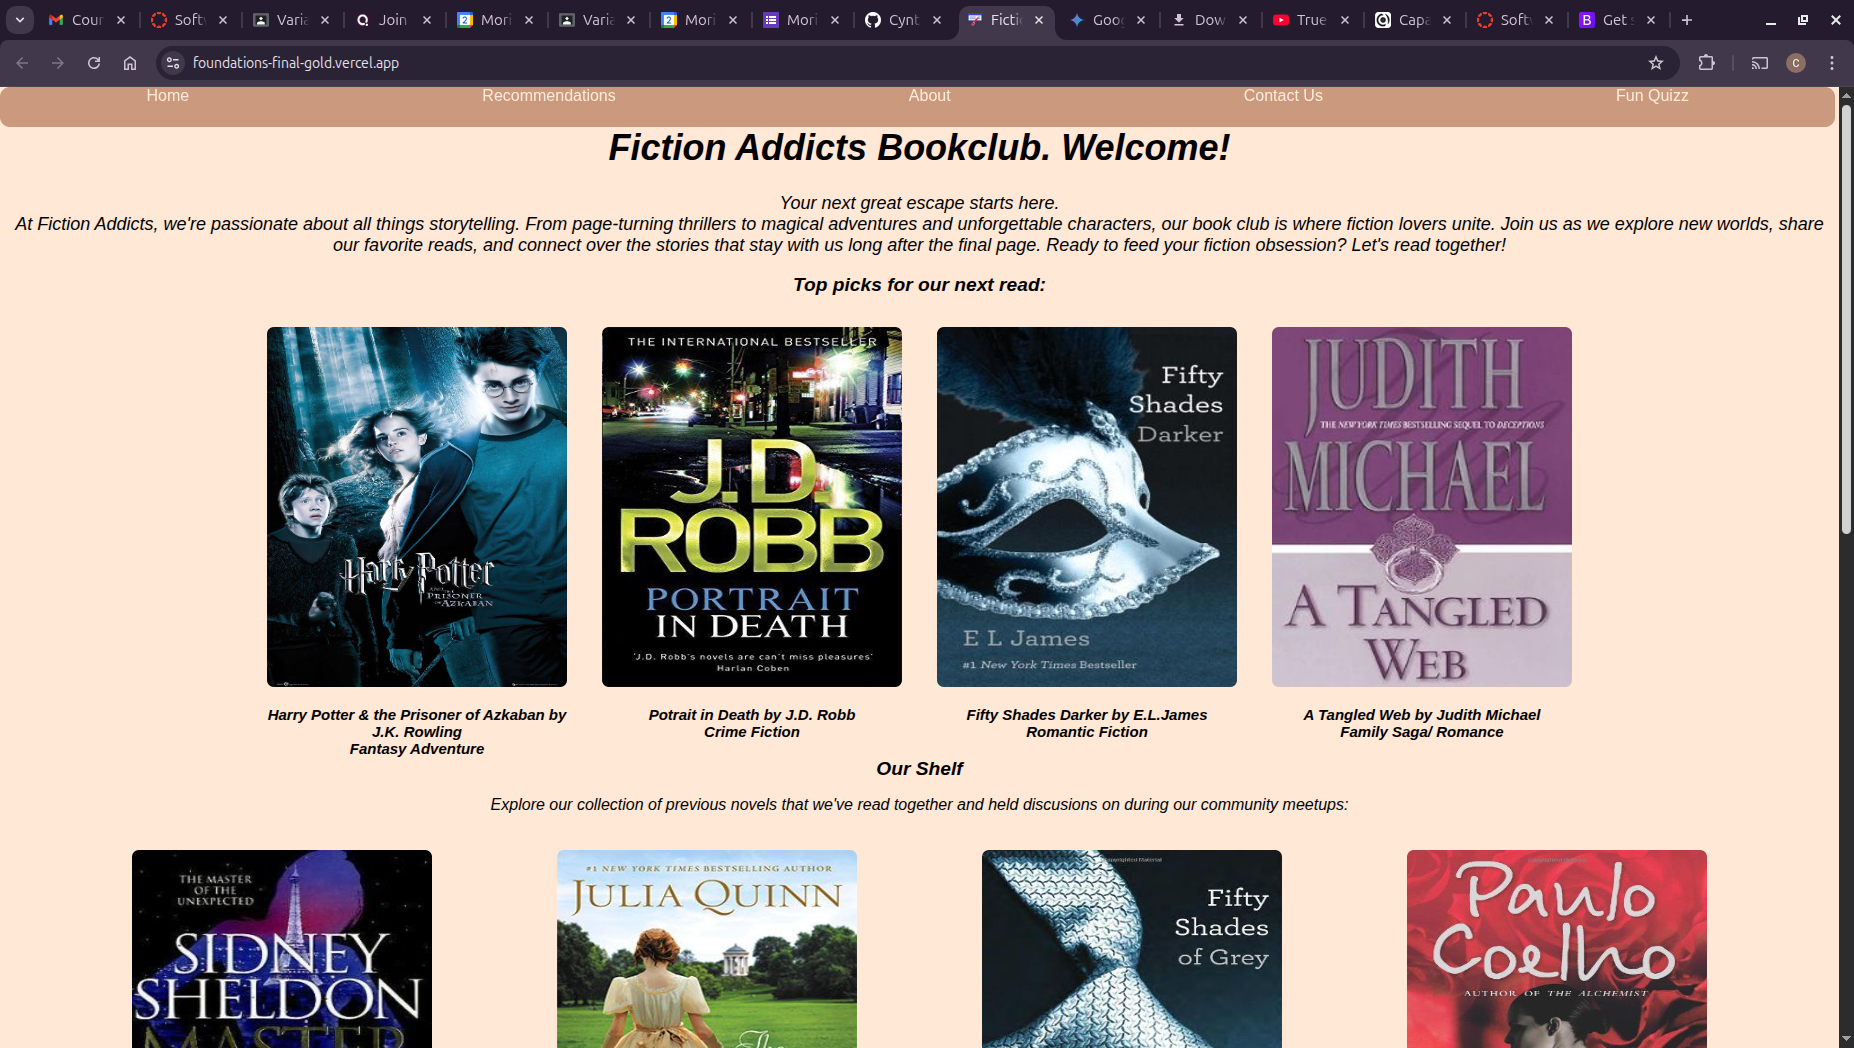 Cour
Softw
Varia
Join
Mori
Varia
Mori
Mori
Cynt
Fictio
Goog
Dow
True
Capa
Softw
Get s
foundations-final-gold.vercel.app
C
Home
Recommendations
About
Contact Us
Fun Quizz
Fiction Addicts Bookclub. Welcome!
Your next great escape starts here.
At Fiction Addicts, we're passionate about all things storytelling. From page-turning thrillers to magical adventures and unforgettable characters, our book club is where fiction lovers unite. Join us as we explore new worlds, share
our favorite reads, and connect over the stories that stay with us long after the final page. Ready to feed your fiction obsession? Let's read together!
Top picks for our next read:
Harry Potter
AND THE
PRISONER
OF AZKABAN
THE INTERNATIONAL BESTSELLER
J.D.
ROBB
PORTRAIT
IN DEATH
'J.D. Robb's novels are can't miss pleasures'
Harlan Coben
Fifty
Shades
Darker
E L James
#1 New York Times Bestseller
JUDITH
THE NEW YORK TIMES BESTSELLING SEQUEL TO DECEPTIONS
MICHAEL
A TANGLED
WEB
Harry Potter & the Prisoner of Azkaban by
J.K. Rowling
Fantasy Adventure
Potrait in Death by J.D. Robb
Crime Fiction
Fifty Shades Darker by E.L.James
Romantic Fiction
A Tangled Web by Judith Michael
Family Saga/ Romance
Our Shelf
Explore our collection of previous novels that we've read together and held discusions on during our community meetups:
THE MASTER
OF THE
UNEXPECTED
SIDNEY
SHELDON
MASTER
#1 NEW YORK TIMES BESTSELLING AUTHOR
JULIA QUINN
The
Copyrighted Material
Fifty
Shades
of Grey
Paulo
Coelho
AUTHOR OF THE ALCHEMIST